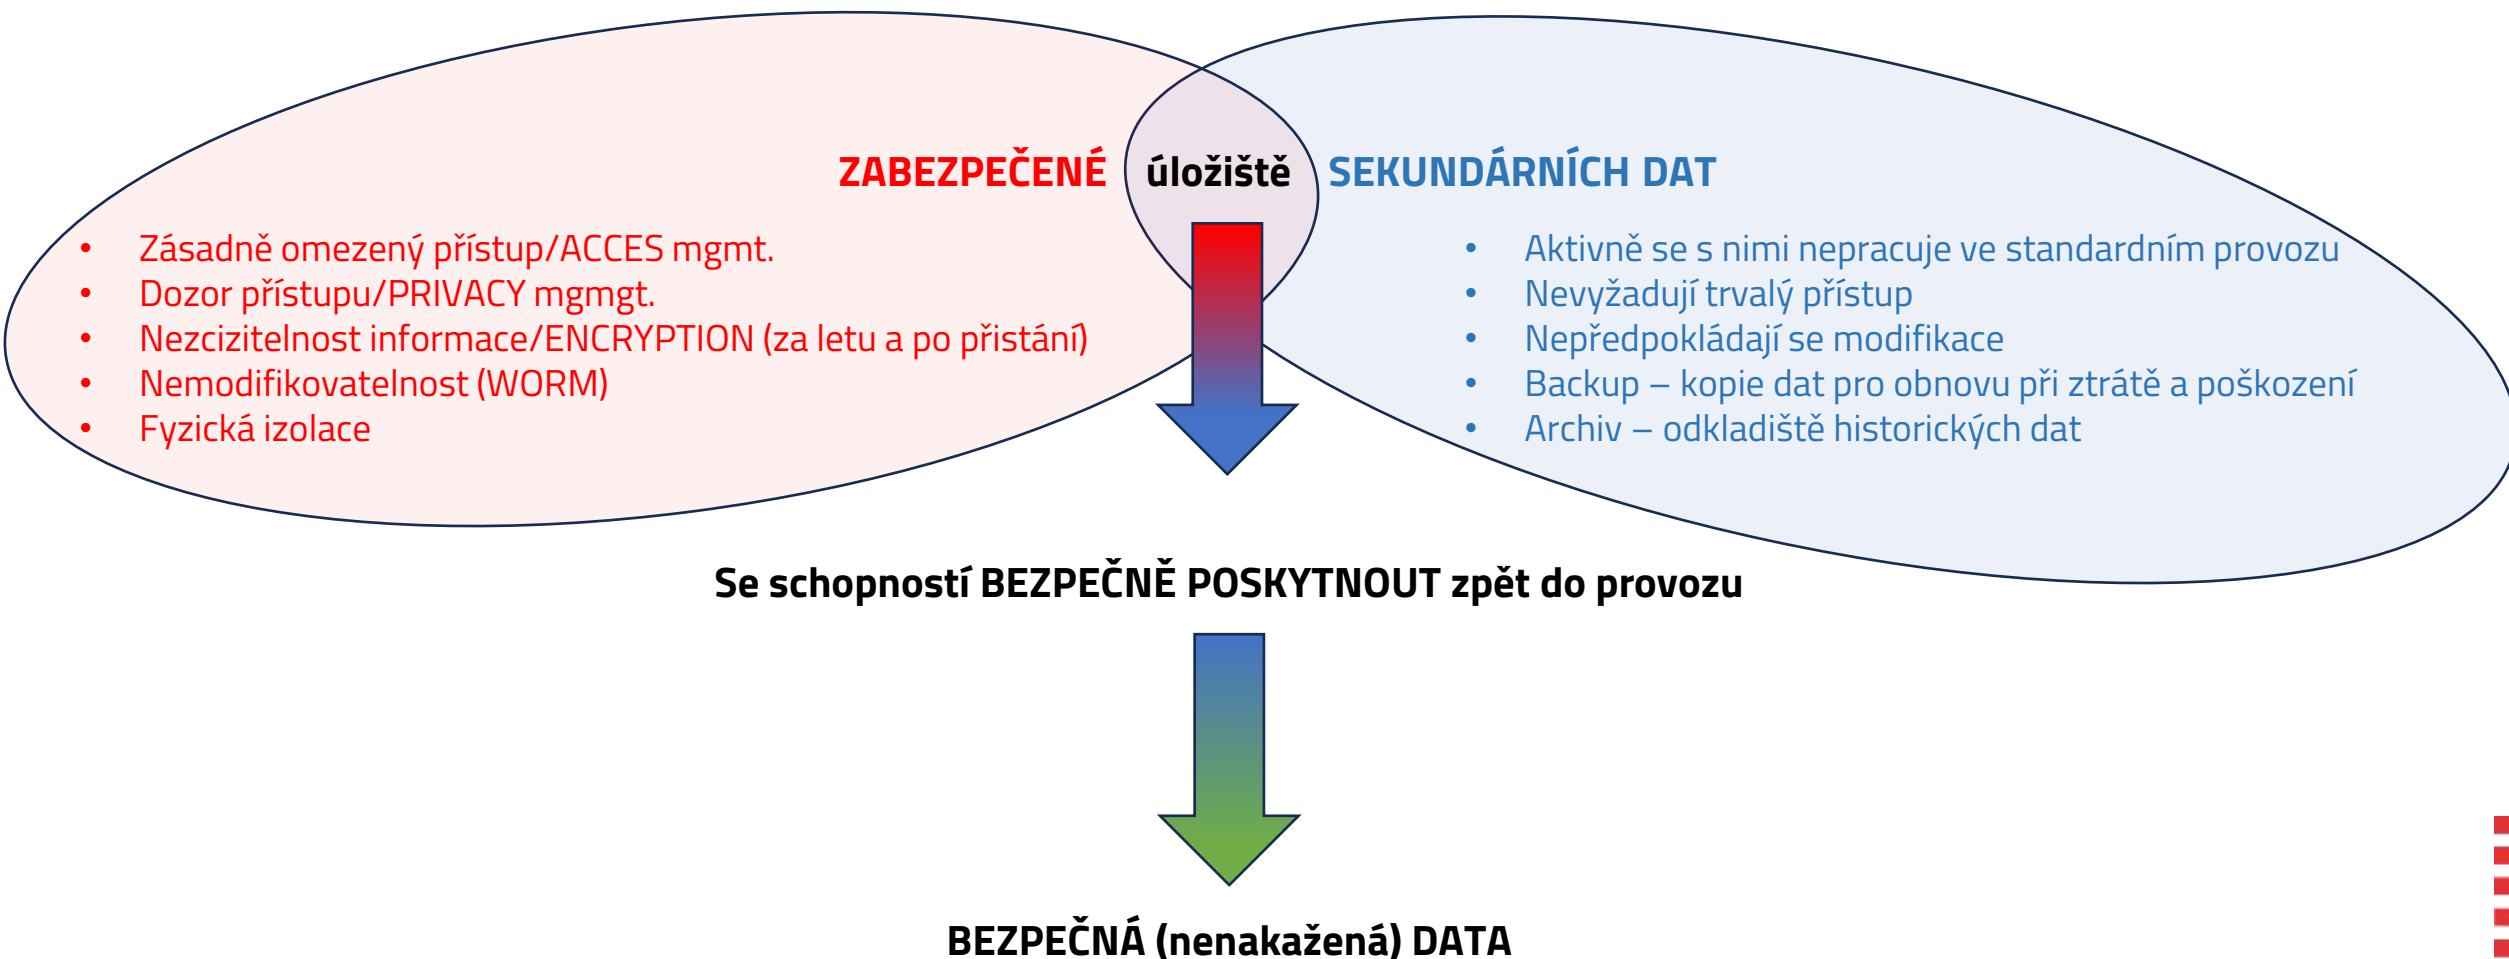 ZABEZPEČENÉ úložiště SEKUNDÁRNÍCH DAT
• Zásadně omezený přístup/ACCES mgmt.
• Dozor přístupu/PRIVACY mgmgt.
• Nezcizitelnost informace/ENCRYPTION (za letu a po přistání)
• Nemodifikovatelnost (WORM)
• Fyzická izolace
• Aktivně se s nimi nepracuje ve standardním provozu
• Nevyžadují trvalý přístup
• Nepředpokládají se modifikace
• Backup – kopie dat pro obnovu při ztrátě a poškození
• Archiv – odkladiště historických dat
Se schopností BEZPEČNĚ POSKYTNOUT zpět do provozu
BEZPEČNÁ (nenakažená) DATA